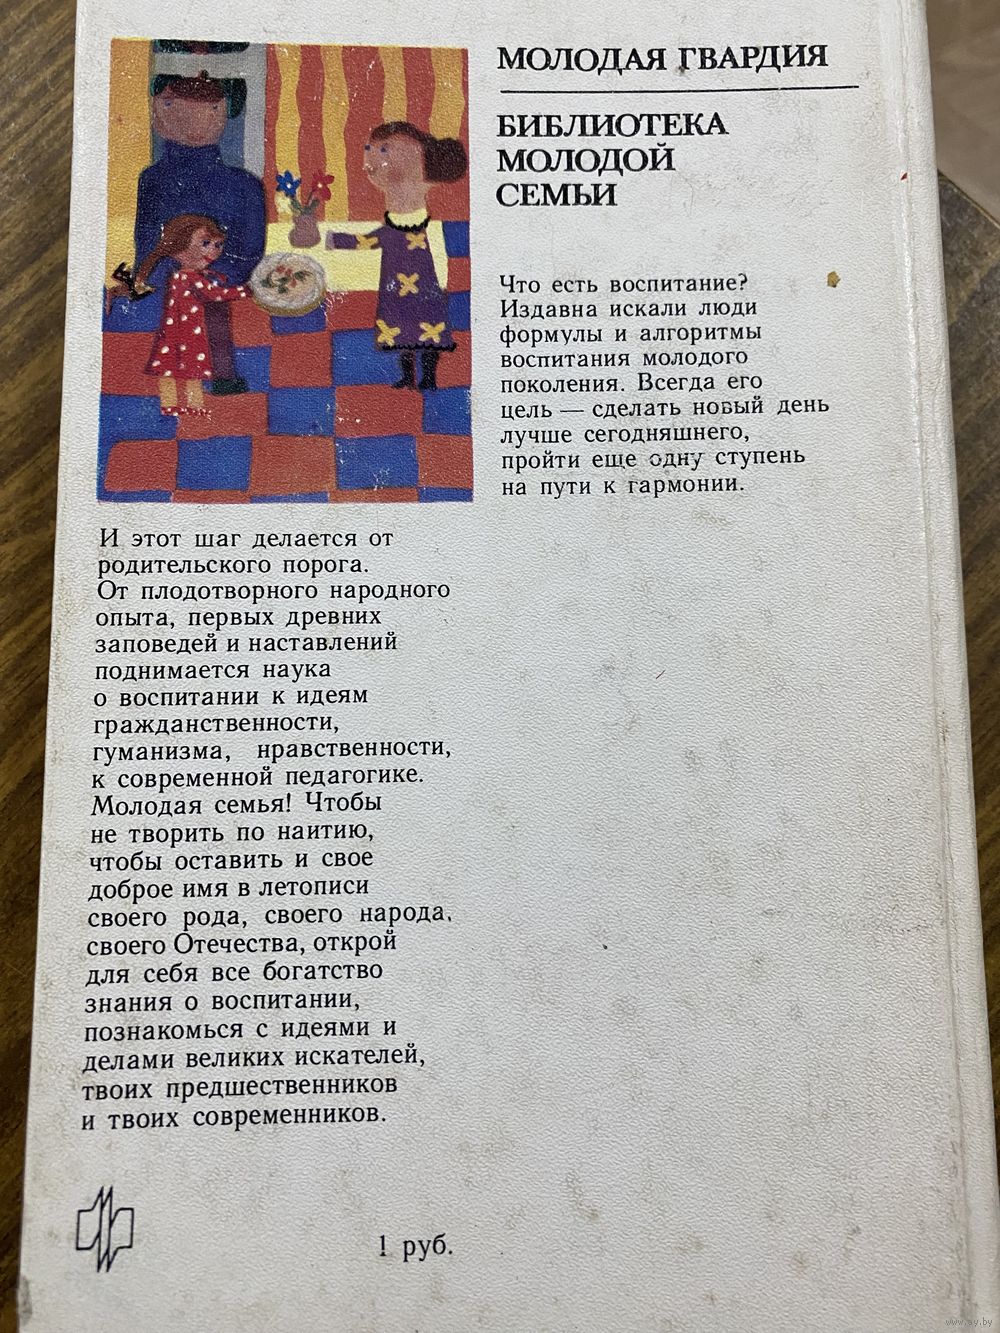 МОЛОДАЯ ГВАРДИЯ
БИБЛИОТЕКА
МОЛОДОЙ
СЕМЬИ
Что есть воспитание?
Издавна искали люди
формулы и алгоритмы
воспитания молодого
поколения. Всегда его
цель — сделать новый день
лучше сегодняшнего,
пройти еще одну ступень
на пути к гармонии.
И этот шаг делается от
родительского порога.
От плодотворного народного
опыта, первых древних
заповедей и наставлений
поднимается наука
о воспитании к идеям
гражданственности,
гуманизма, нравственности,
к современной педагогике.
Молодая семья! Чтобы
не творить по наитию,
чтобы оставить и свое
доброе имя в летописи
своего рода, своего народа,
своего Отечества, открой
для себя все богатство
знания о воспитании,
познакомься с идеями и
делами великих искателей,
твоих предшественников
и твоих современников.
1 руб.
www.ay.by